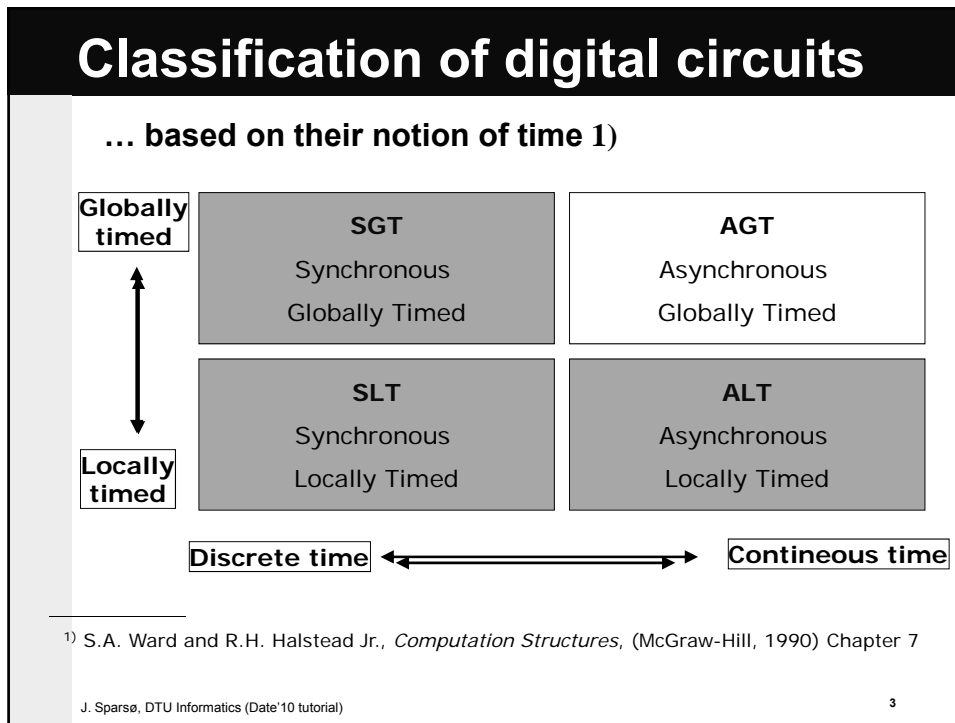 Classification of digital circuits
… based on their notion of time 1)
Globally
timed
SGT
Synchronous
Globally Timed
AGT
Asynchronous
Globally Timed
Locally
timed
SLT
Synchronous
Locally Timed
ALT
Asynchronous
Locally Timed
Discrete time
Contineous time
1) S.A. Ward and R.H. Halstead Jr., Computation Structures, (McGraw-Hill, 1990) Chapter 7
J. Sparsø, DTU Informatics (Date'10 tutorial)
3